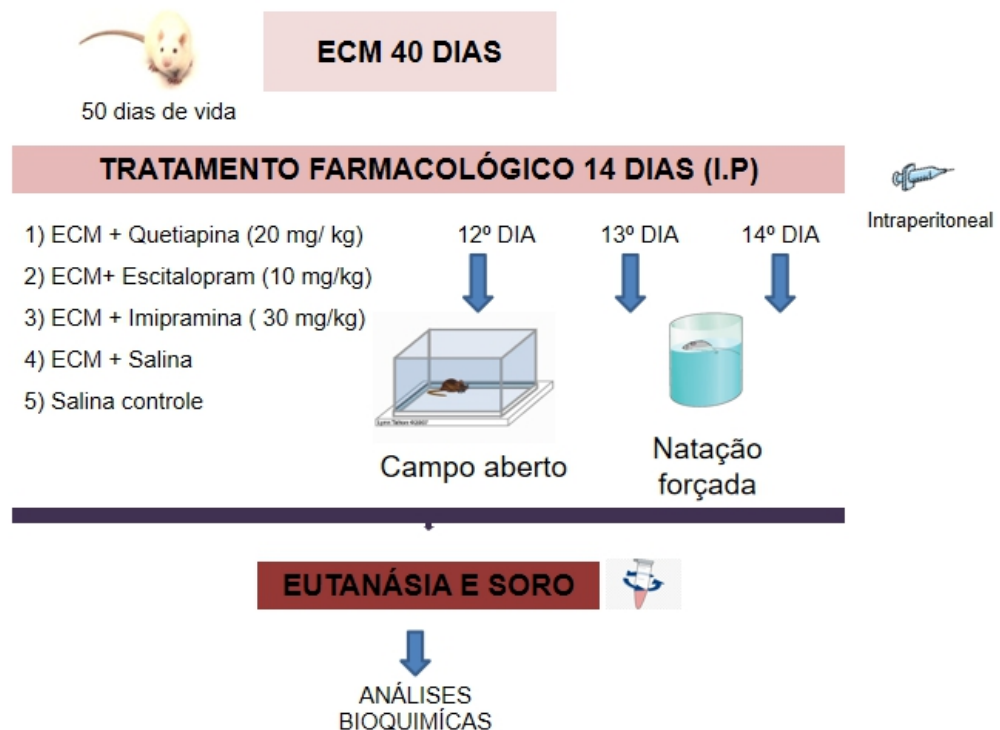 ECM 40 DIAS
50 dias de vida
TRATAMENTO FARMACOLÓGICO 14 DIAS (I.P)
Intraperitoneal
1) ECM + Quetiapina (20 mg/ kg)
2) ECM+ Escitalopram (10 mg/kg)
3) ECM + Imipramina ( 30 mg/kg)
4) ECM + Salina
5) Salina controle
12º DIA
13º DIA
14º DIA
Campo aberto
Natação
forçada
EUTANÁSIA E SORO
ANÁLISES
BIOQUIMÍCAS